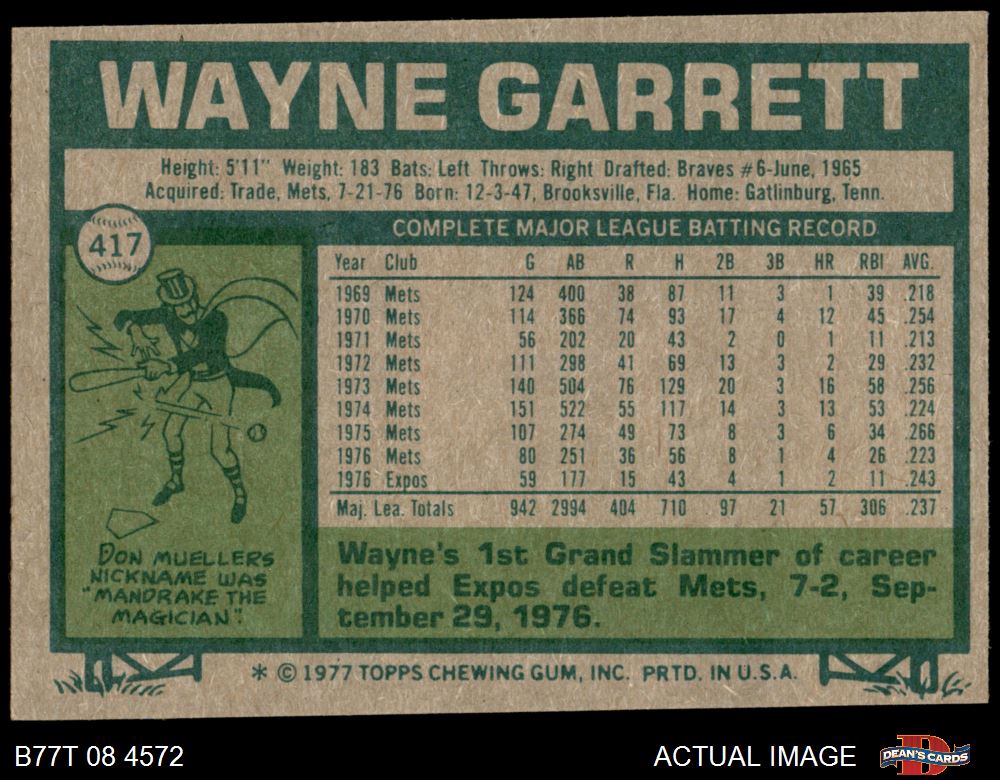 WAYNE GARRETT
Height: 5'11" Weight: 183 Bats: Left Throws: Right Drafted: Braves #6-June, 1965
Acquired: Trade, Mets, 7-21-76 Born: 12-3-47, Brooksville, Fla. Home: Gatlinburg, Tenn.
417
COMPLETE MAJOR LEAGUE BATTING RECORD
Year Club G AB R H 2B 3B HR RBI AVG.
1969 Mets 124 400 38 87 11 3 1 39 .218
1970 Mets 114 366 74 93 17 4 12 45 .254
1971 Mets 56 202 20 43 2 0 1 11 .213
1972 Mets 111 298 41 69 13 3 2 29 .232
1973 Mets 140 504 76 129 20 3 16 58 .256
1974 Mets 151 522 55 117 14 3 13 53 .224
1975 Mets 107 274 49 73 8 3 6 34 .266
1976 Mets 80 251 36 56 8 1 4 26 .223
1976 Expos 59 177 15 43 4 1 2 11 .243
Maj. Lea. Totals 942 2994 404 710 97 21 57 306 .237
DON MUELLERS
NICKNAME WAS
"MANDRAKE THE
MAGICIAN".
Wayne's 1st Grand Slammer of career
helped Expos defeat Mets, 7-2, Sep-
tember 29, 1976.
* © 1977 TOPPS CHEWING GUM, INC. PRTD. IN U.S.A.
B77T 08 4572
ACTUAL IMAGE
DEAN'S CARDS